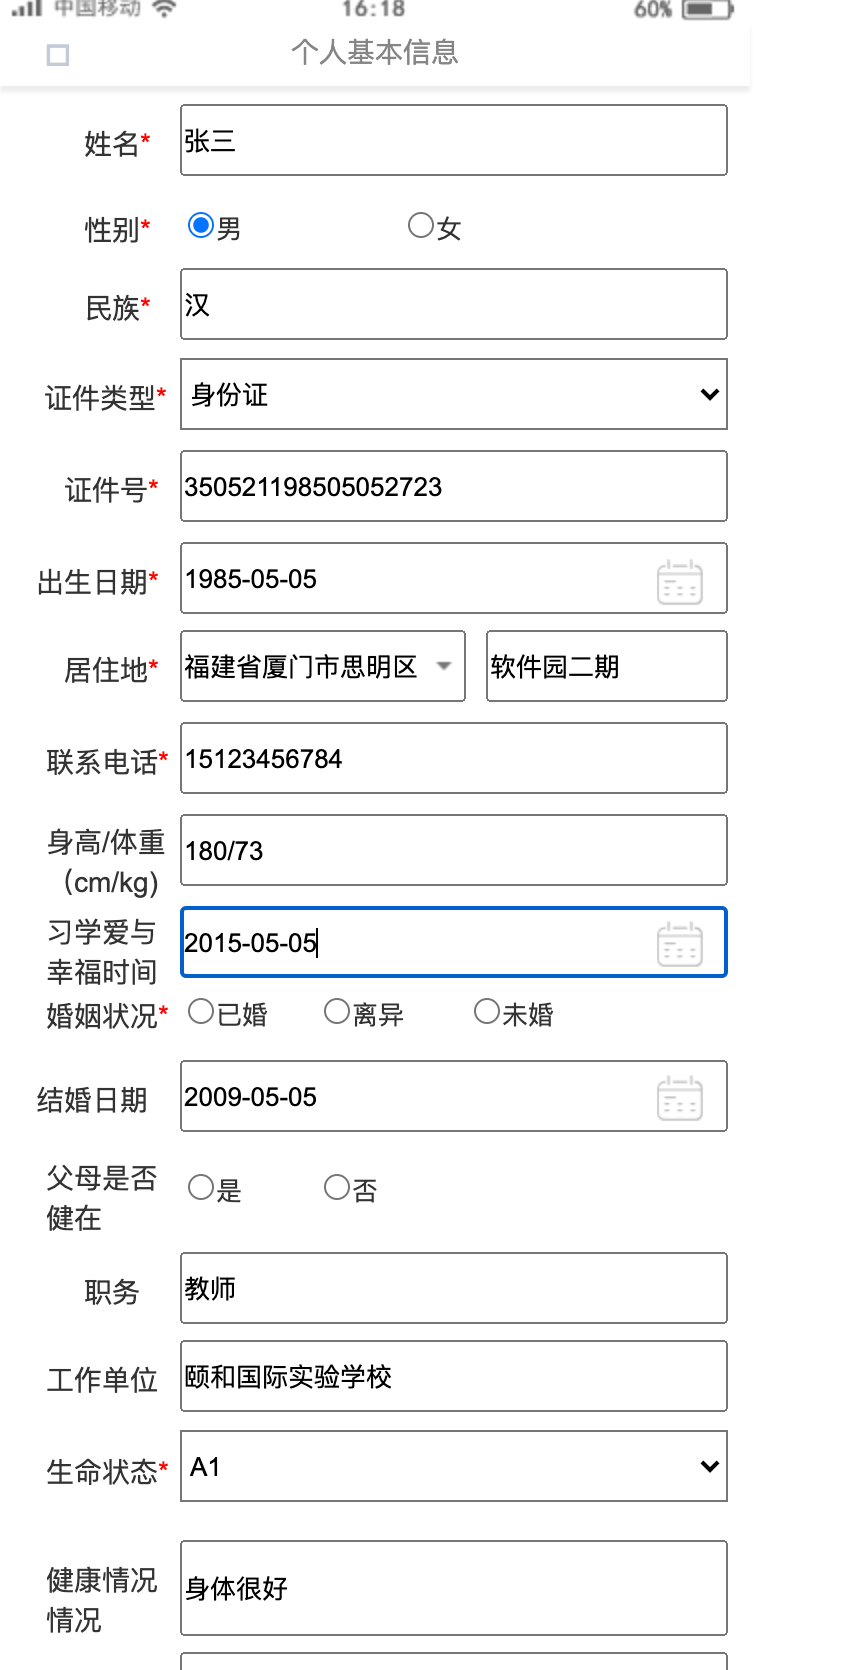 中国移动 16:18 60%
个人基本信息
姓名* 张三
性别* 男 女
民族* 汉
证件类型* 身份证
证件号* 350521198505052723
出生日期* 1985-05-05
居住地* 福建省厦门市思明区 软件园二期
联系电话* 15123456784
身高/体重
（cm/kg) 180/73
习学爱与
幸福时间 2015-05-05
婚姻状况* 已婚 离异 未婚
结婚日期 2009-05-05
父母是否
健在 是 否
职务 教师
工作单位 颐和国际实验学校
生命状态* A1
健康情况
情况 身体很好